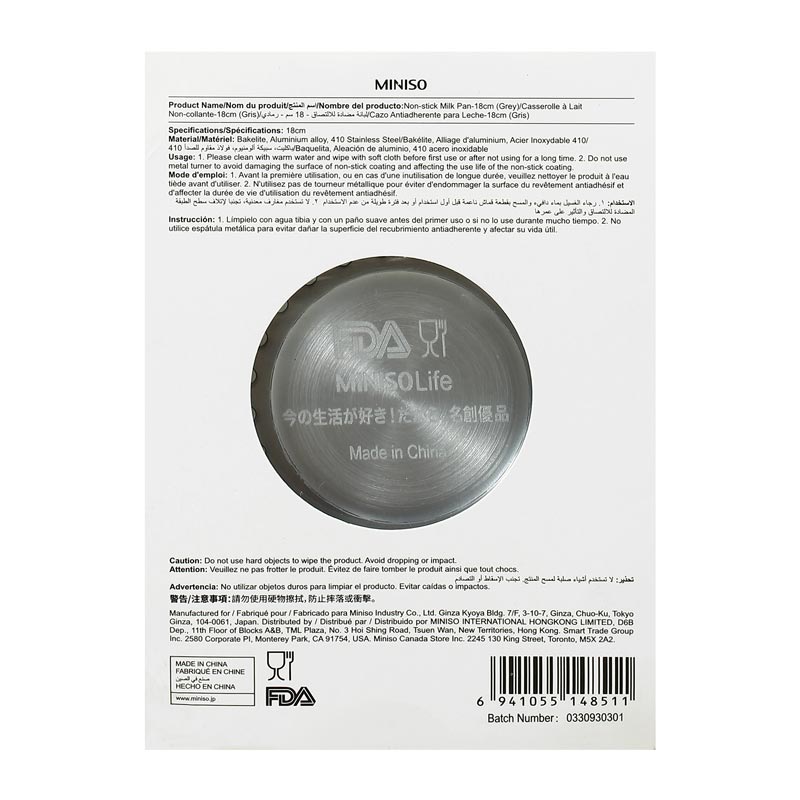 MINISO
Product Name/Nom du produit/اسم المنتج/Nombre del producto:Non-stick Milk Pan-18cm (Grey)/Casserolle à Lait
Non-collante-18cm (Gris)/لبانة مضادة للالتصاق - 18 سم - رمادي/Cazo Antiadherente para Leche-18cm (Gris)
Specifications/Spécifications: 18cm
Material/Matériel: Bakelite, Aluminium alloy, 410 Stainless Steel/Bakélite, Alliage d'aluminium, Acier Inoxydable 410/
باكليت، سبيكة ألومنيوم، فولاذ مقاوم للصدأ 410/Baquelita, Aleación de aluminio, 410 acero inoxidable
Usage: 1. Please clean with warm water and wipe with soft cloth before first use or after not using for a long time. 2. Do not use
metal turner to avoid damaging the surface of non-stick coating and affecting the use life of the non-stick coating.
Mode d'emploi: 1. Avant la première utilisation, ou en cas d'une inutilisation de longue durée, veuillez nettoyer le produit à l'eau
tiède avant d'utiliser. 2. N'utilisez pas de tourneur métallique pour éviter d'endommager la surface du revêtement antiadhésif et
d'affecter la durée de vie d'utilisation du revêtement antiadhésif.
الاستخدام: ١. رجاء الغسيل بماء دافيء والمسح بقطعة قماش ناعمة قبل أول استخدام أو بعد فترة طويلة من عدم الاستخدام ٢. لا تستخدم مغارف معدنية، تجنبا لإتلاف سطح الطبقة
المضادة للالتصاق والتأثير على عمرها
Instrucción: 1. Límpielo con agua tibia y con un paño suave antes del primer uso o si no lo use durante mucho tiempo. 2. No
utilice espátula metálica para evitar dañar la superficie del recubrimiento antiadherente y afectar su vida útil.
FDA
MINISO Life
今の生活が好き!だ 名創優品
Made in China
Caution: Do not use hard objects to wipe the product. Avoid dropping or impact.
Attention: Veuillez ne pas frotter le produit. Évitez de faire tomber le produit ainsi que tout chocs.
تحذير: لا تستخدم أشياء صلبة لمسح المنتج. تجنب الإسقاط أو التصادم
Advertencia: No utilizar objetos duros para limpiar el producto. Evitar caídas o impactos.
警告/注意事項:請勿使用硬物擦拭,防止摔落或衝擊。
Manufactured for / Fabriqué pour / Fabricado para Miniso Industry Co., Ltd. Ginza Kyoya Bldg. 7/F, 3-10-7, Ginza, Chuo-Ku, Tokyo
Ginza, 104-0061, Japan. Distributed by / Distribué par / Distribuido por MINISO INTERNATIONAL HONGKONG LIMITED, D6B
Dep., 11th Floor of Blocks A&B, TML Plaza, No. 3 Hoi Shing Road, Tsuen Wan, New Territories, Hong Kong. Smart Trade Group
Inc. 2580 Corporate Pl, Monterey Park, CA 91754, USA. Miniso Canada Store Inc. 2245 130 King Street, Toronto, M5X 2A2.
MADE IN CHINA
FABRIQUÉ EN CHINE
صنع في الصين
HECHO EN CHINA
www.miniso.jp
FDA
6 941055 148511
Batch Number: 0330930301